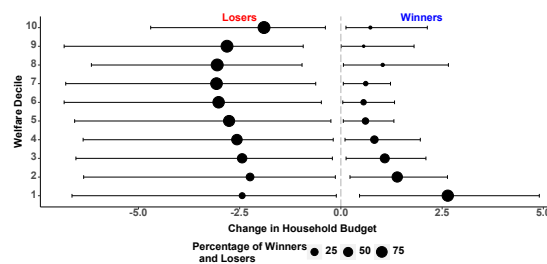 Losers Winners
10
9
8
7
6
5
4
3
2
1
Welfare Decile
-5.0 -2.5 0.0 2.5 5.0
Change in Household Budget
Percentage of Winners
and Losers
25 50 75